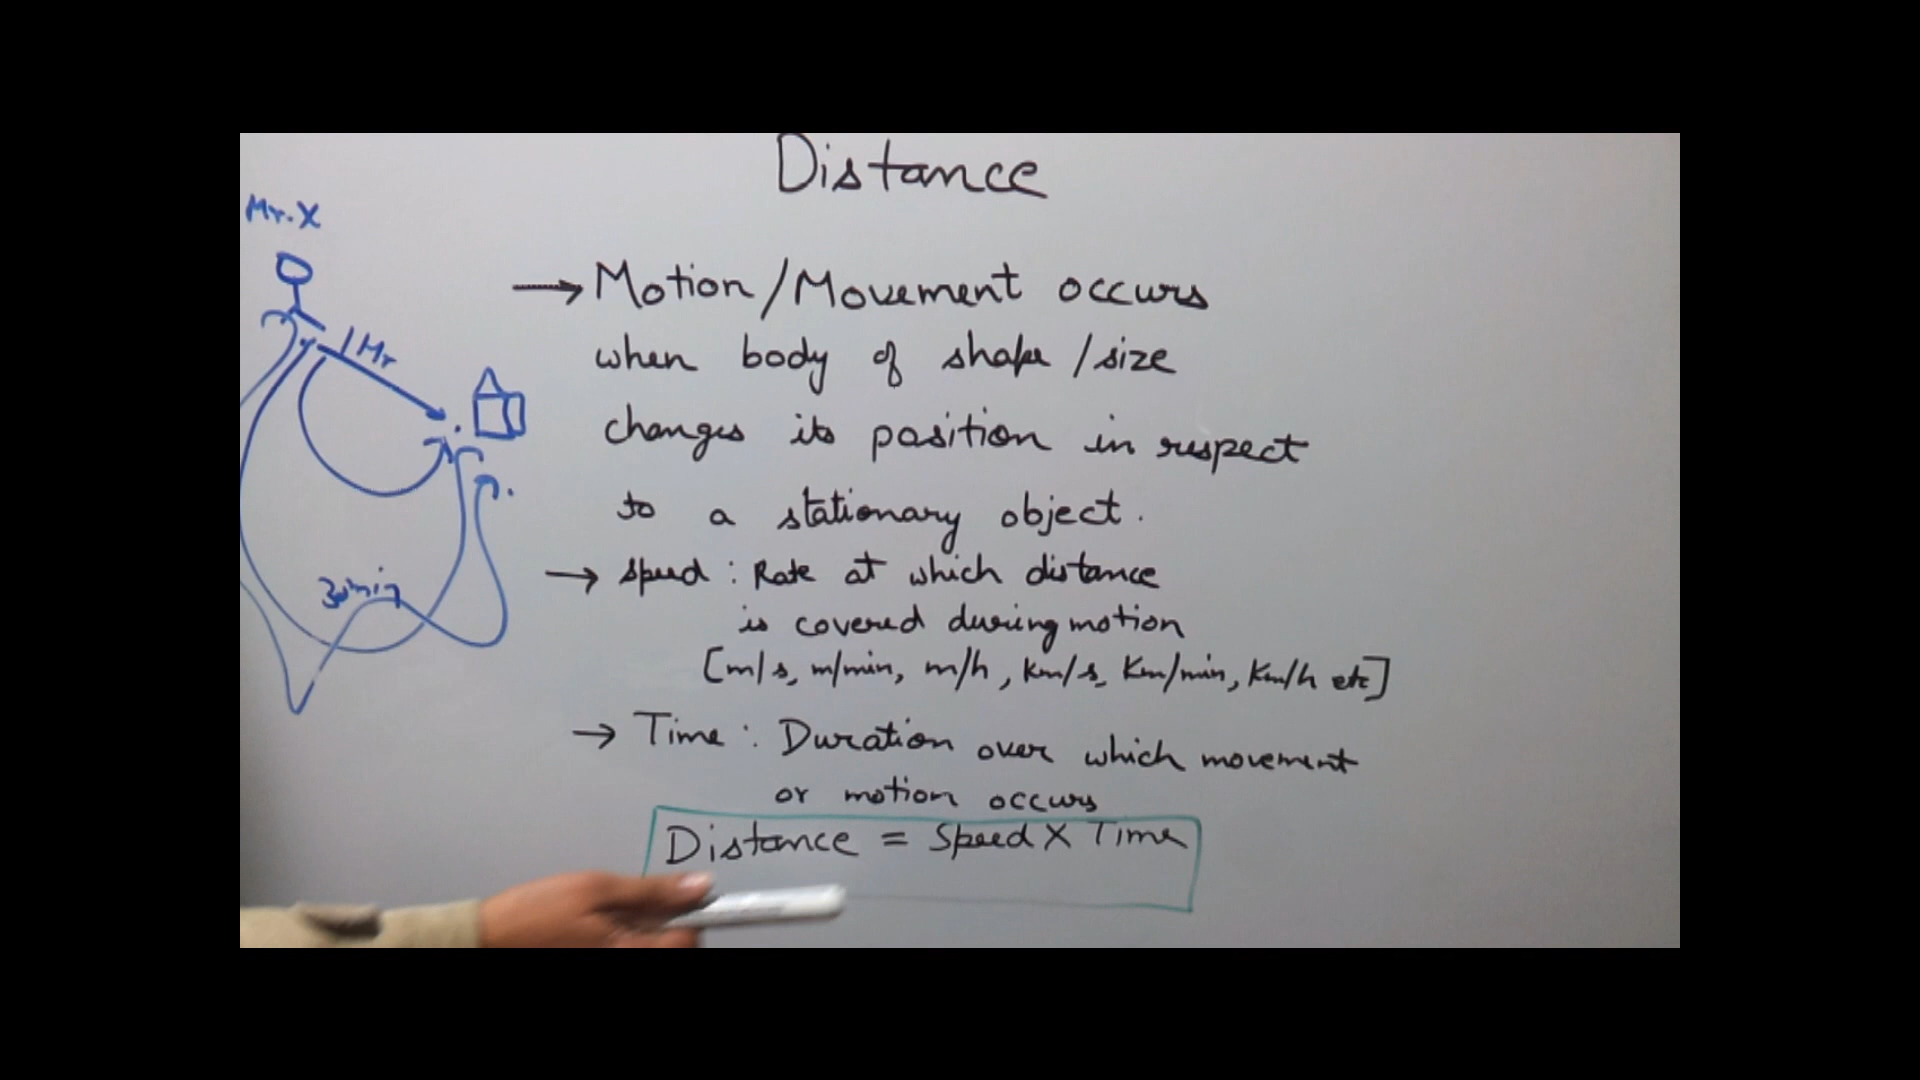 Distance
Mr. X
→ Motion/Movement occurs
when body of shape/size
1Hr
changes its position in respect
to a stationary object.
→ speed : Rate at which distance
30min
is covered during motion
[m/s, m/min, m/h, km/s, Km/min, Km/h etc]
→ Time : Duration over which movement
or motion occurs
Distance = Speed X Time